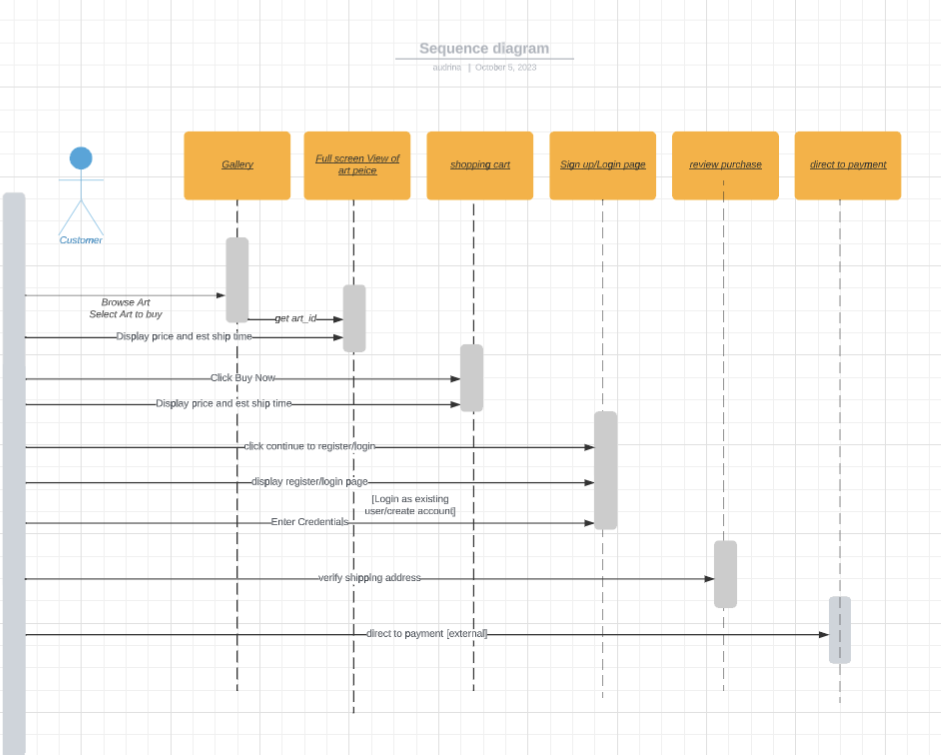 Sequence diagram
audrina | October 5, 2023
Gallery
Full screen View of
art peice
shopping cart
Sign up/Login page
review purchase
direct to payment
Customer
Browse Art
Select Art to buy
get art_id
Display price and est ship time
Click Buy Now
Display price and est ship time
click continue to register/login
display register/login page
[Login as existing
user/create account]
Enter Credentials
verify shipping address
direct to payment [external]